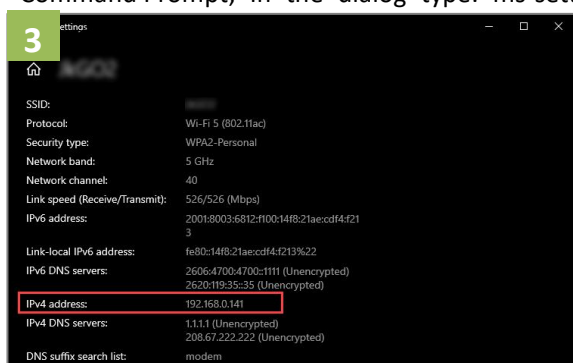 Command Prompt, in the dialog type: ms-sett
3
ettings
SSID:
Protocol: Wi-Fi 5 (802.11ac)
Security type: WPA2-Personal
Network band: 5 GHz
Network channel: 40
Link speed (Receive/Transmit): 526/526 (Mbps)
IPv6 address: 2001:8003:6812:f100:14f8:21ae:cdf4:f21
3
Link-local IPv6 address: fe80::14f8:21ae:cdf4:f213%22
IPv6 DNS servers: 2606:4700:4700::1111 (Unencrypted)
2620:119:35::35 (Unencrypted)
IPv4 address: 192.168.0.141
IPv4 DNS servers: 1.1.1.1 (Unencrypted)
208.67.222.222 (Unencrypted)
DNS suffix search list: modem